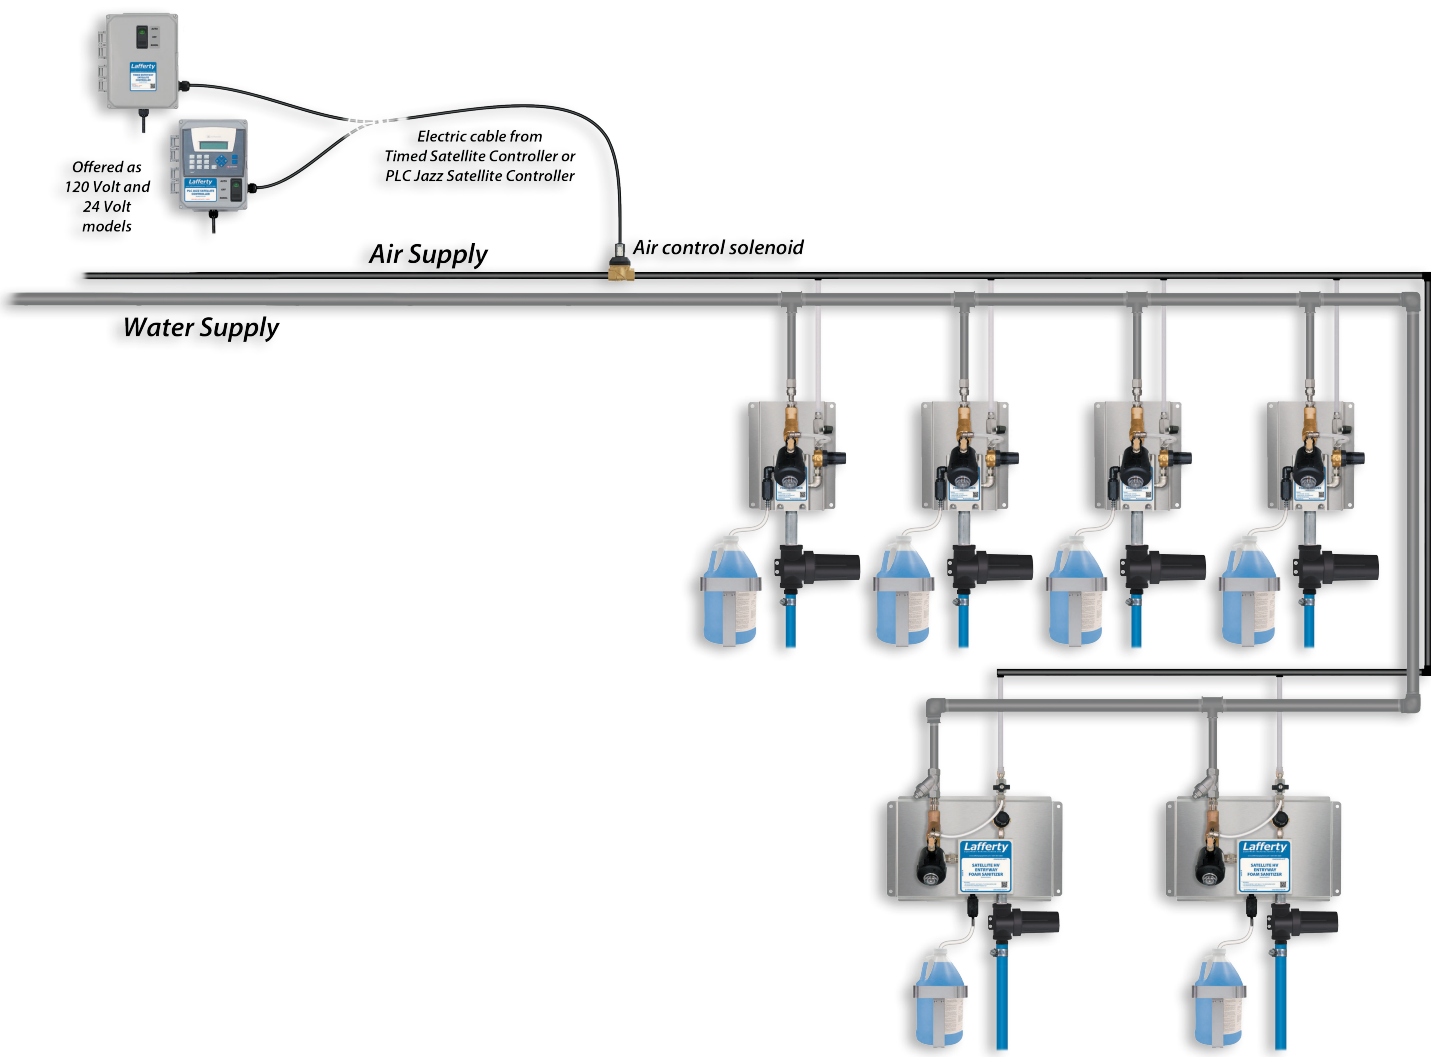 Lafferty
Lafferty
Offered as
120 Volt and
24 Volt
models
Electric cable from
Timed Satellite Controller or
PLC Jazz Satellite Controller
Air Supply
Air control solenoid
Water Supply
Lafferty
SATELLITE HV
ENTRYWAY
FOAM SANITIZER
Lafferty
SATELLITE HV
ENTRYWAY
FOAM SANITIZER